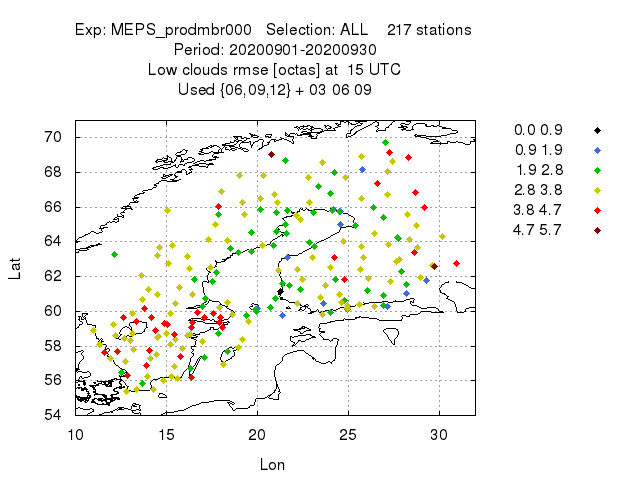 Exp: MEPS_prodmbr000 Selection: ALL 217 stations
Period: 20200901-20200930
Low clouds rmse [octas] at 15 UTC
Used {06,09,12} + 03 06 09
0.0 0.9
0.9 1.9
1.9 2.8
2.8 3.8
3.8 4.7
4.7 5.7
70
68
66
64
62
60
58
56
54
Lat
10 15 20 25 30
Lon